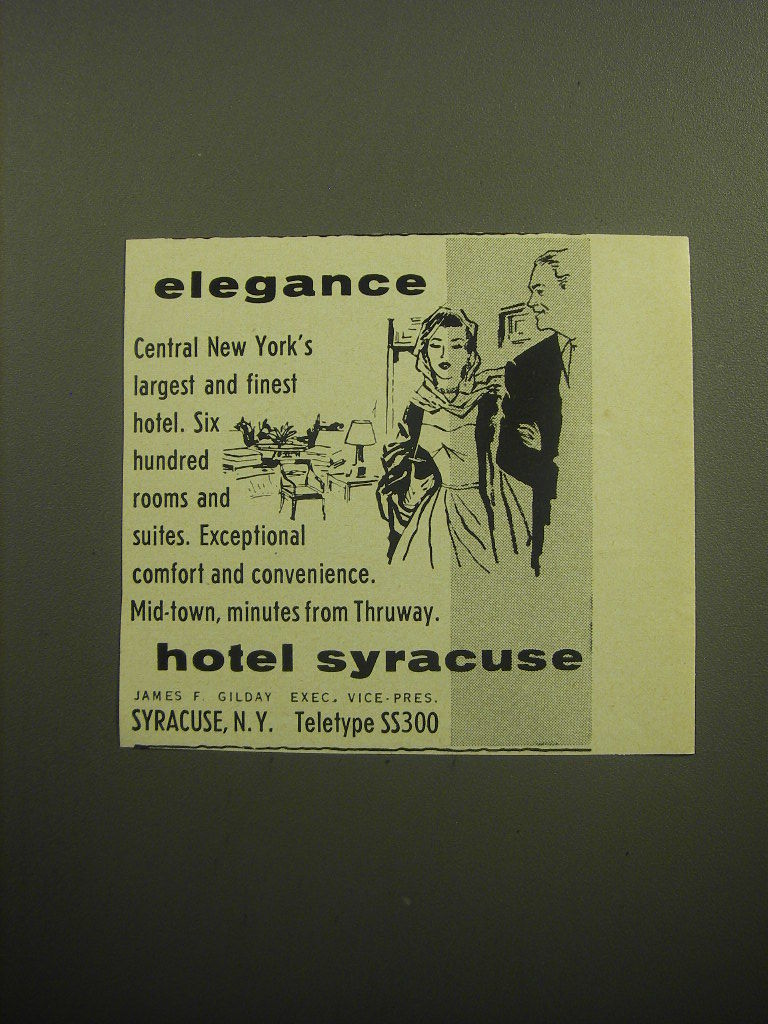 elegance
Central New York's
largest and finest
hotel. Six
hundred
rooms and
suites. Exceptional
comfort and convenience.
Mid-town, minutes from Thruway.
hotel syracuse
JAMES F. GILDAY EXEC. VICE-PRES.
SYRACUSE, N.Y. Teletype SS300